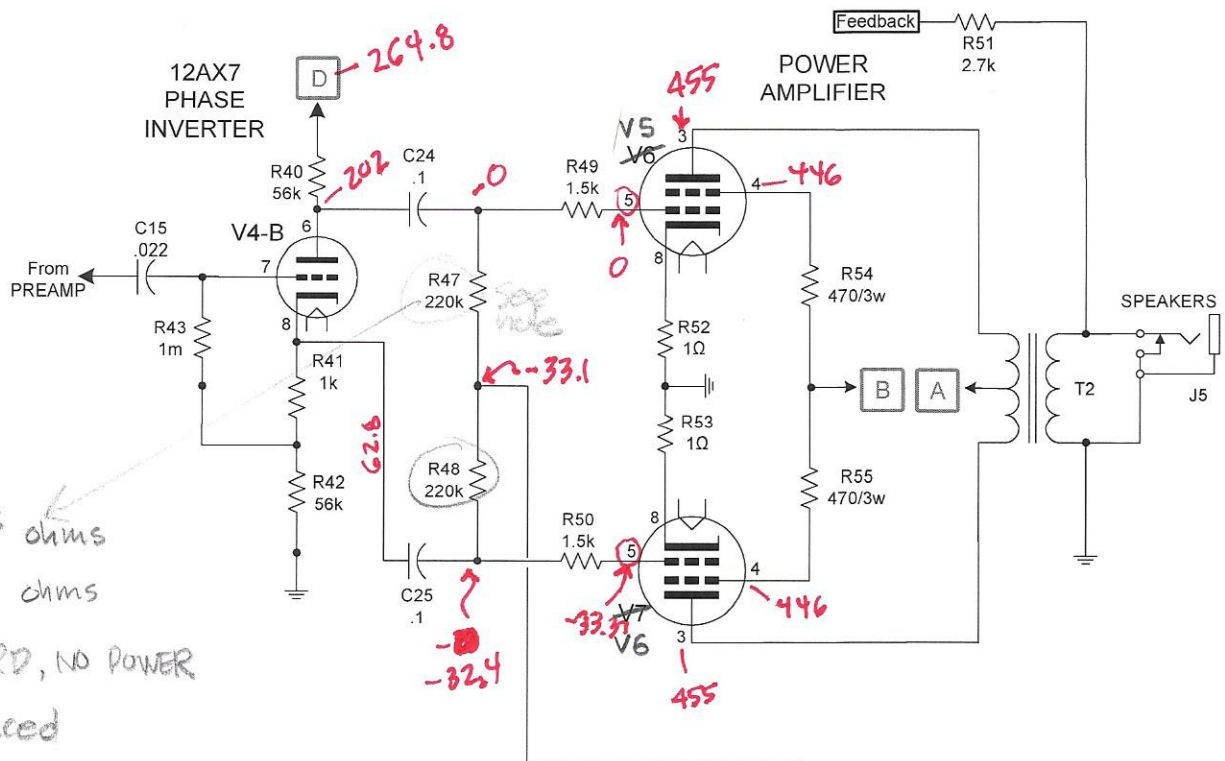 Feedback
R51
2.7k
264.8
D
12AX7
PHASE
INVERTER
POWER
AMPLIFIER
455
V5
V6
3
R40
56k
202
C24
.1
-0
R49
1.5k
5
4
446
C15
.022
V4-B
6
0
8
From
PREAMP
7
R47
220k
See
note
R54
470/3w
SPEAKERS
R43
1m
8
R41
1k
R52
1Ω
-33.1
B
A
T2
J5
62.8
R53
1Ω
R42
56k
R48
220k
R55
470/3w
ohms
R50
1.5k
5
8
4
ohms
C25
.1
446
V7
V6
3
, NO POWER
-32.4
455